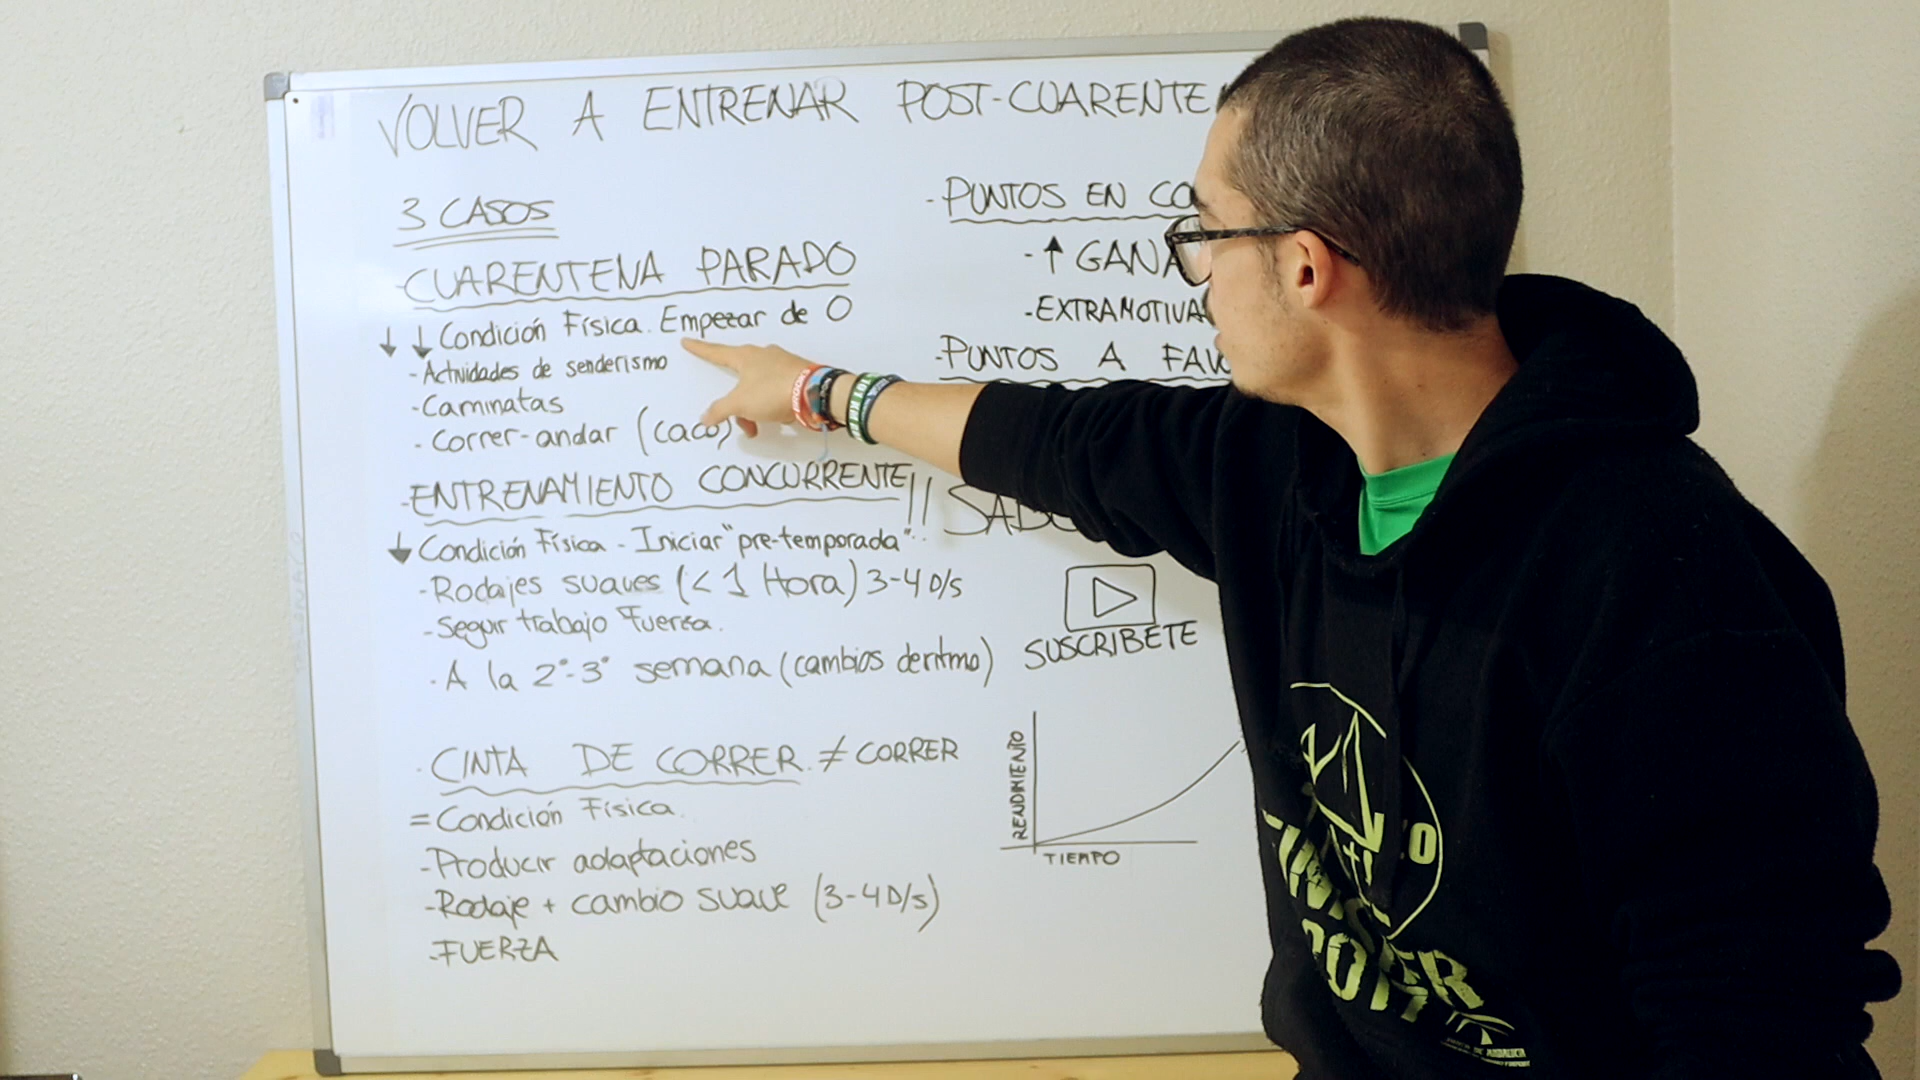 VOLVER A ENTRENAR POST-CUARENTE
3 CASOS
-CUARENTENA PARADO
↓ ↓ Condición Física. Empezar de 0
- Actividades de senderismo
- Caminatas
- Correr-andar (caco)
-ENTRENAMIENTO CONCURRENTE
↓ Condición Física - Iniciar "pre-temporada"
- Rodajes suaves (< 1 Hora) 3-4 D/s
- Seguir trabajo Fuerza.
- A la 2ª-3ª semana (cambios de ritmo)
- CINTA DE CORRER ≠ CORRER
= Condición Física.
- Producir adaptaciones
- Rodaje + cambio suave (3-4 D/s)
- FUERZA
- PUNTOS EN CO
- ↑ GANA
- EXTRAMOTIVA
- PUNTOS A FAV
!!
SUSCRIBETE
RENDIMIENTO
TIEMPO